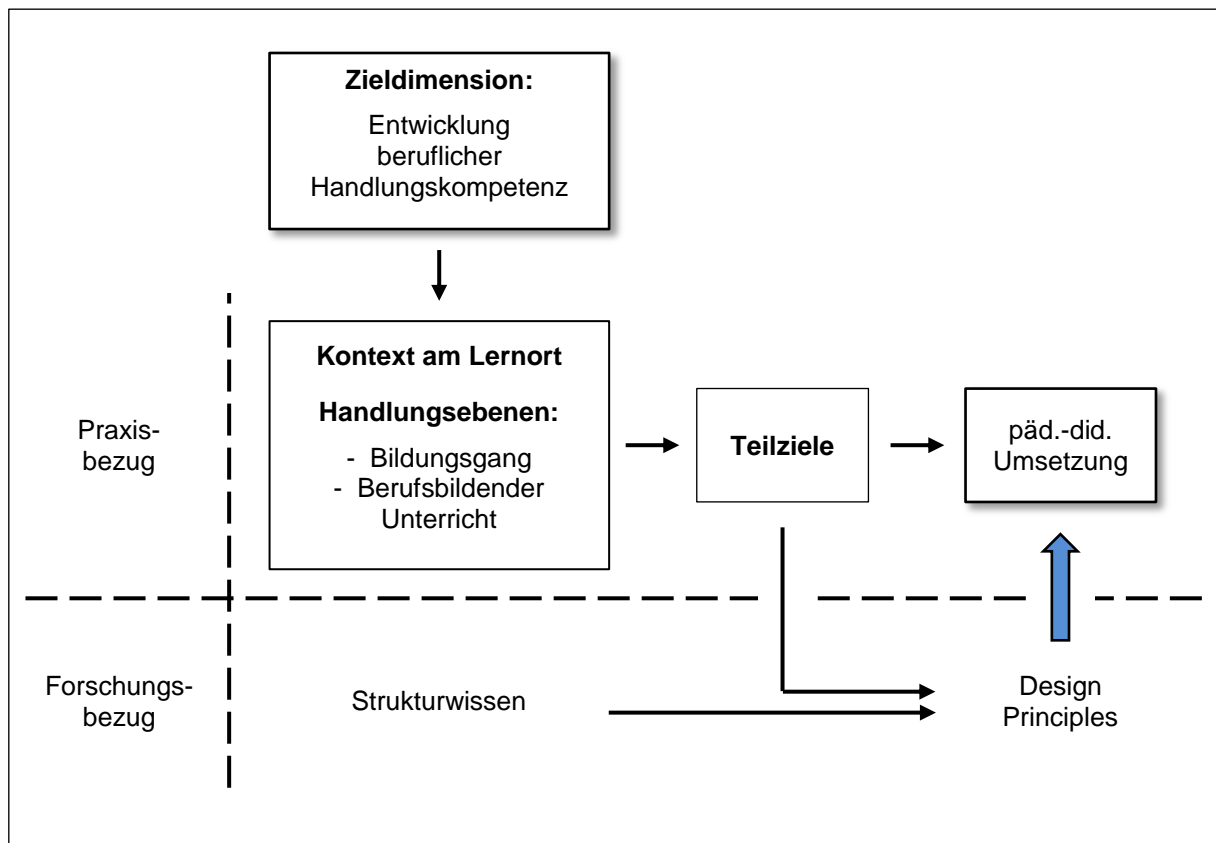 Zieldimension:
Entwicklung
beruflicher
Handlungskompetenz
Praxis-
bezug
Kontext am Lernort
Handlungsebenen:
- Bildungsgang
- Berufsbildender
Unterricht
Teilziele
päd.-did.
Umsetzung
Forschungs-
bezug
Strukturwissen
Design
Principles